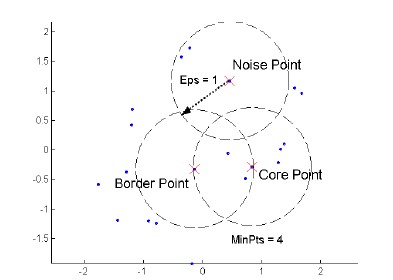 2
1.5
Noise Point
Eps = 1
1
0.5
0
-0.5
Border Point
Core Point
-1
-1.5
MinPts = 4
-2
-1
0
1
2